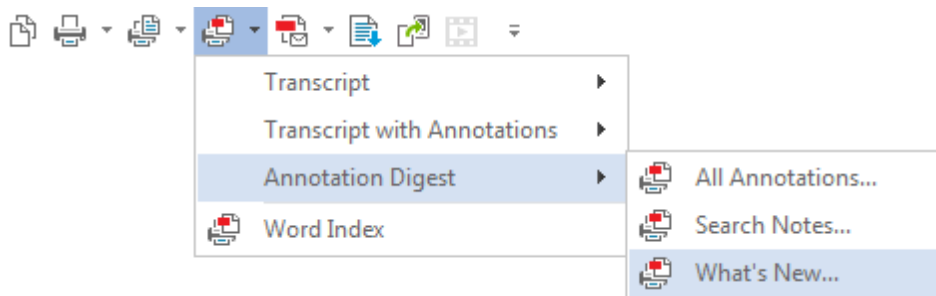 Transcript
Transcript with Annotations
Annotation Digest
Word Index
All Annotations...
Search Notes...
What's New...